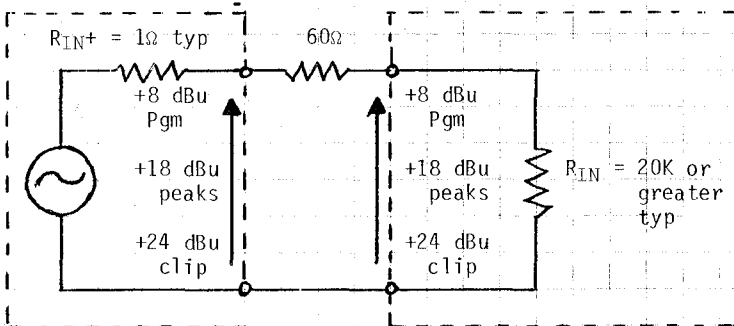 RIN+ = 1Ω typ
60Ω
+8 dBu
Pgm
+18 dBu
peaks
+24 dBu
clip
+8 dBu
Pgm
+18 dBu
peaks
+24 dBu
clip
RIN = 20K or
greater
typ